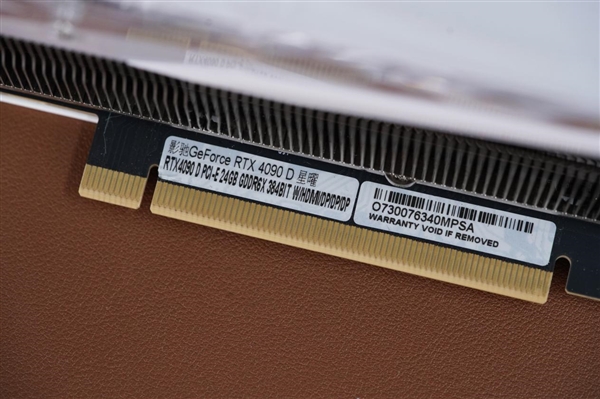 影驰GeForce RTX 4090 D 星曜
RTX4090 D PCI-E 24GB GDDR6X 384BIT W/HDMI/DP/DP/DP
O730076340MPSA
WARRANTY VOID IF REMOVED